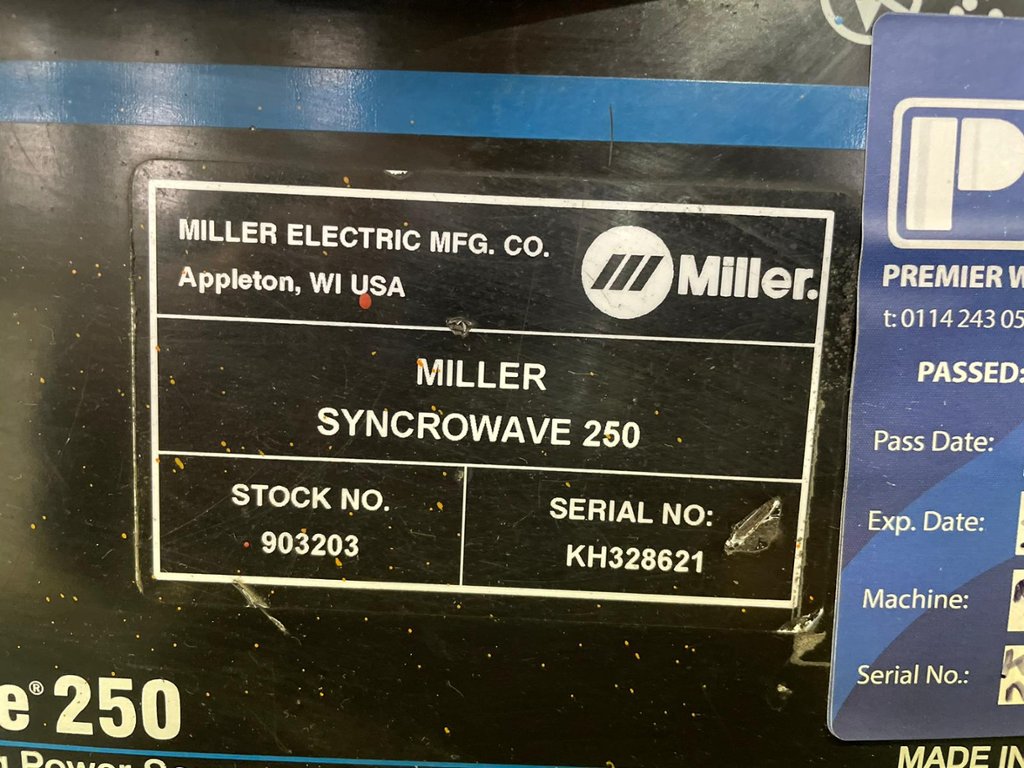 MILLER ELECTRIC MFG. CO.
Appleton, WI USA
Miller.
MILLER
SYNCROWAVE 250
STOCK NO.
903203
SERIAL NO:
KH328621
e® 250
Power
PREMIER
t: 0114 243 05
PASSED:
Pass Date:
Exp. Date:
Machine:
Serial No.:
MADE IN